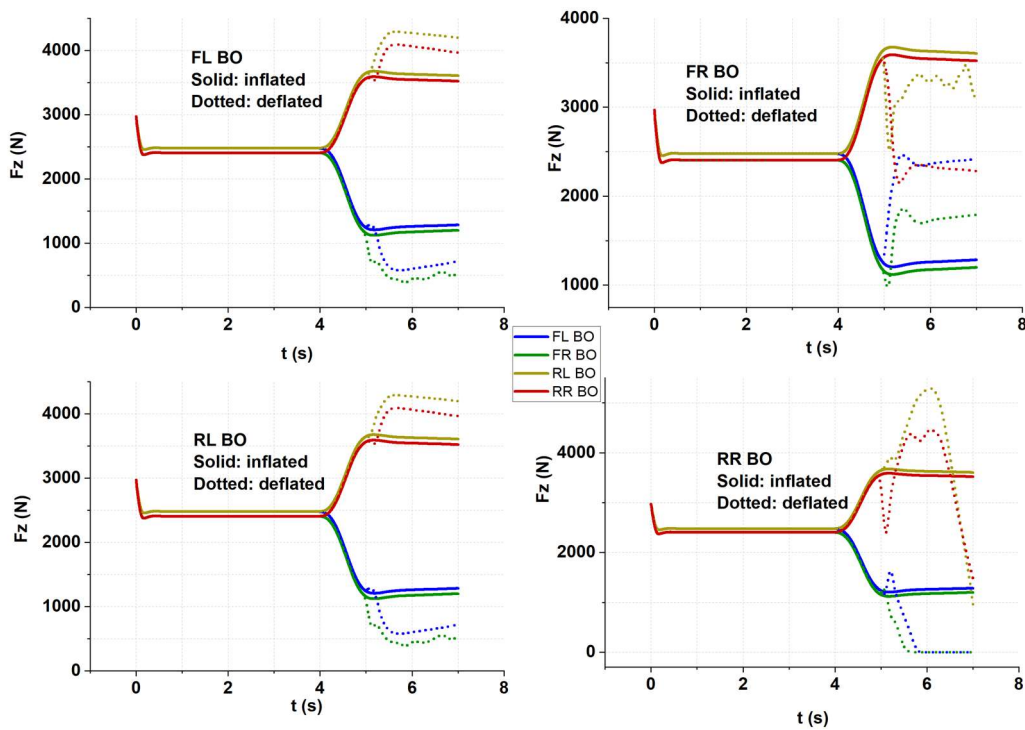 4000
3000
2000
1000
0
Fz (N)
FL BO
Solid: inflated
Dotted: deflated
0
2
4
6
8
t (s)
4000
3000
2000
1000
Fz (N)
FR BO
Solid: inflated
Dotted: deflated
0
2
4
6
8
t (s)
FL BO
FR BO
RL BO
RR BO
4000
3000
2000
1000
0
Fz (N)
RL BO
Solid: inflated
Dotted: deflated
0
2
4
6
8
t (s)
4000
2000
0
Fz (N)
RR BO
Solid: inflated
Dotted: deflated
0
2
4
6
8
t (s)